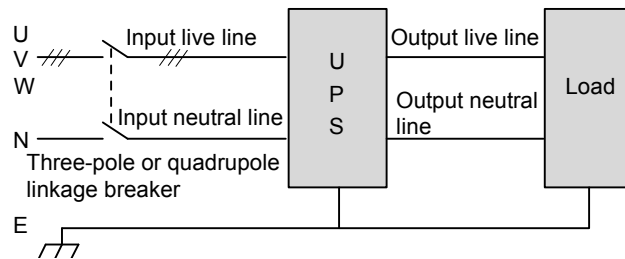 U
V
W
Input live line
Output live line
U
P
S
Load
Input neutral line
Output neutral
line
N
Three-pole or quadrupole
linkage breaker
E